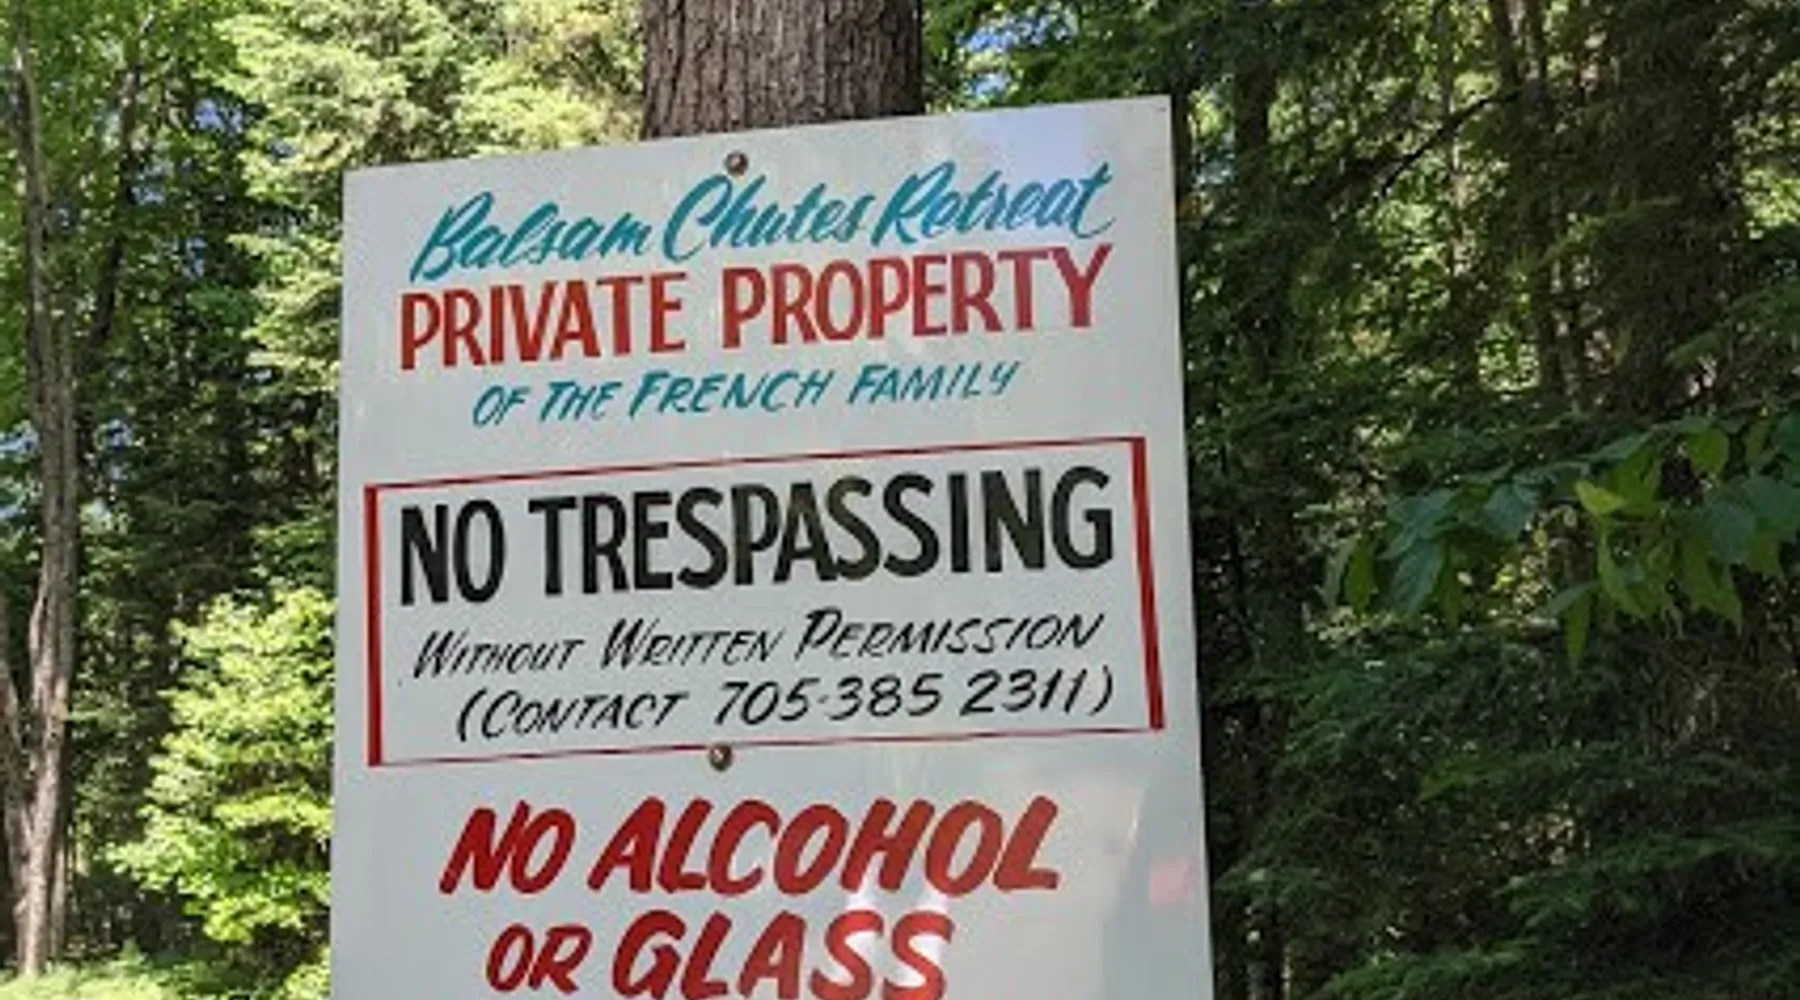 Balsam Chutes Retreat
PRIVATE PROPERTY
OF THE FRENCH FAMILY
NO TRESPASSING
WITHOUT WRITTEN PERMISSION
(CONTACT 705-385 2311)
NO ALCOHOL
OR GLASS